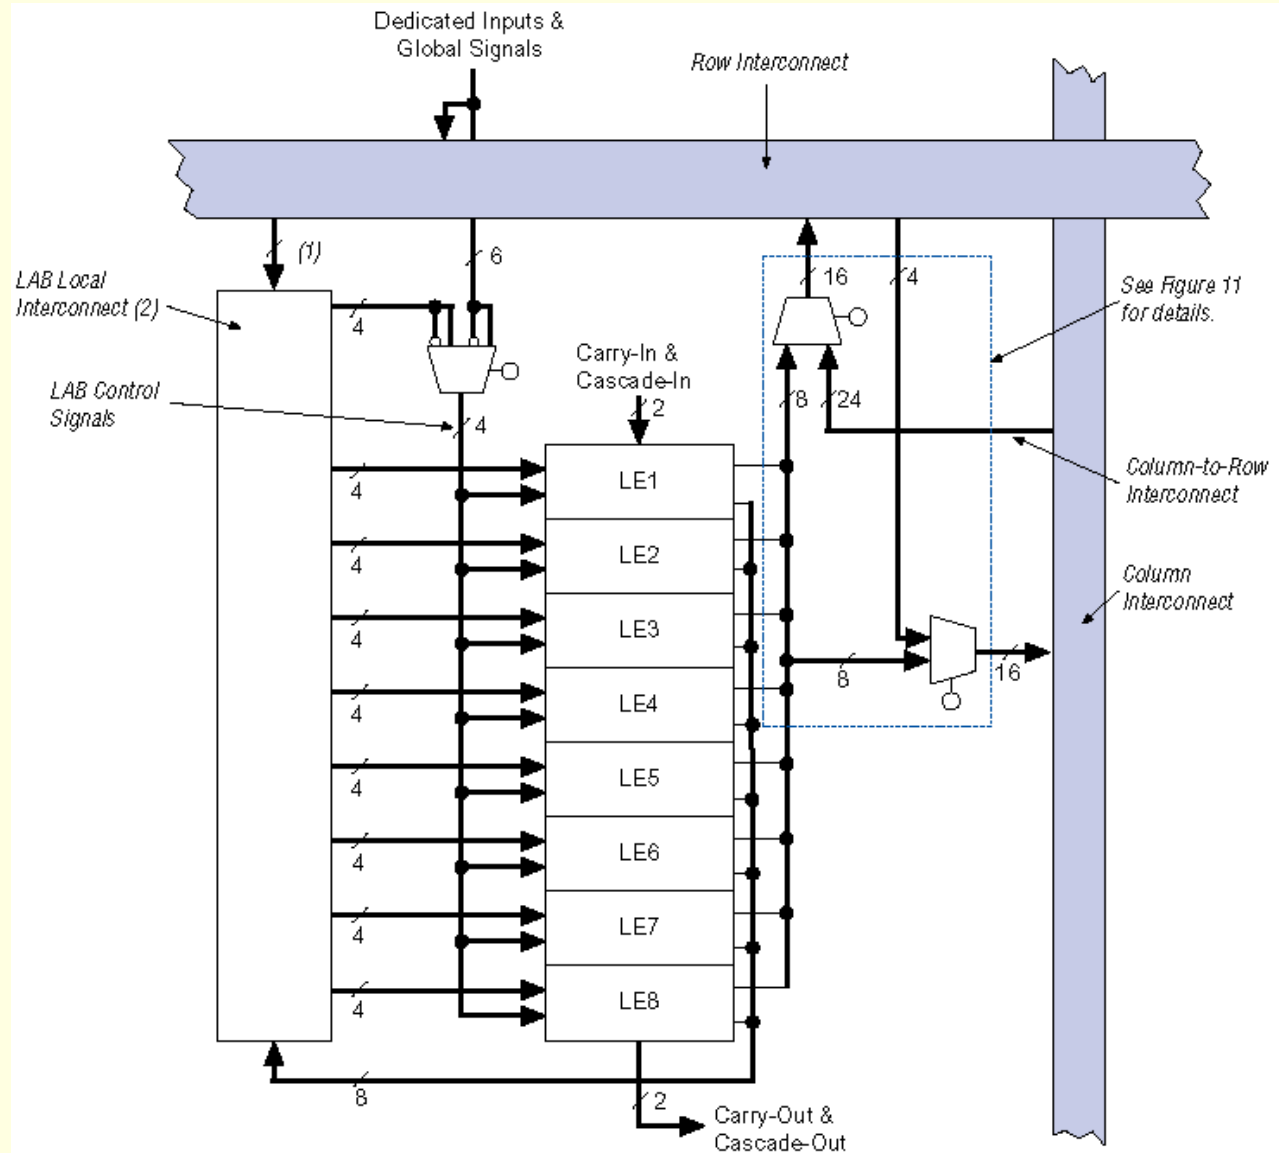 Dedicated Inputs &
Global Signals
Row Interconnect
(1)
6
16
4
LAB Local
Interconnect (2)
4
See Figure 11
for details.
Carry-In &
Cascade-In
2
8
24
LAB Control
Signals
4
Column-to-Row
Interconnect
4
LE1
4
LE2
Column
Interconnect
4
LE3
8
16
4
LE4
4
LE5
4
LE6
4
LE7
4
LE8
8
2
Carry-Out &
Cascade-Out